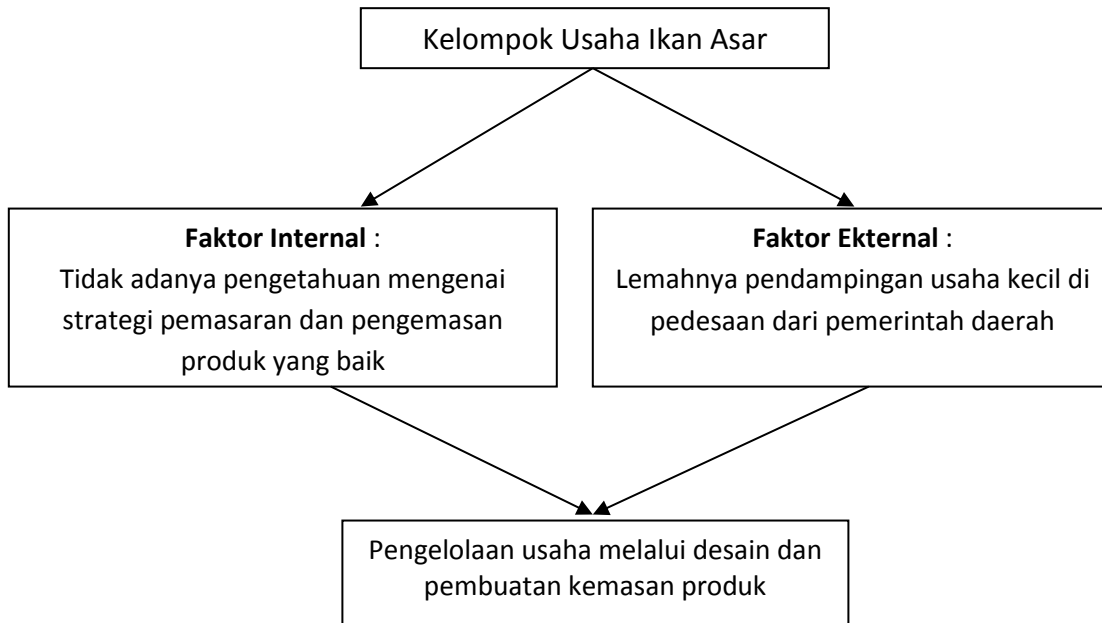 Kelompok Usaha Ikan Asar
Faktor Internal :
Tidak adanya pengetahuan mengenai
strategi pemasaran dan pengemasan
produk yang baik
Faktor Ekternal :
Lemahnya pendampingan usaha kecil di
pedesaan dari pemerintah daerah
Pengelolaan usaha melalui desain dan
pembuatan kemasan produk